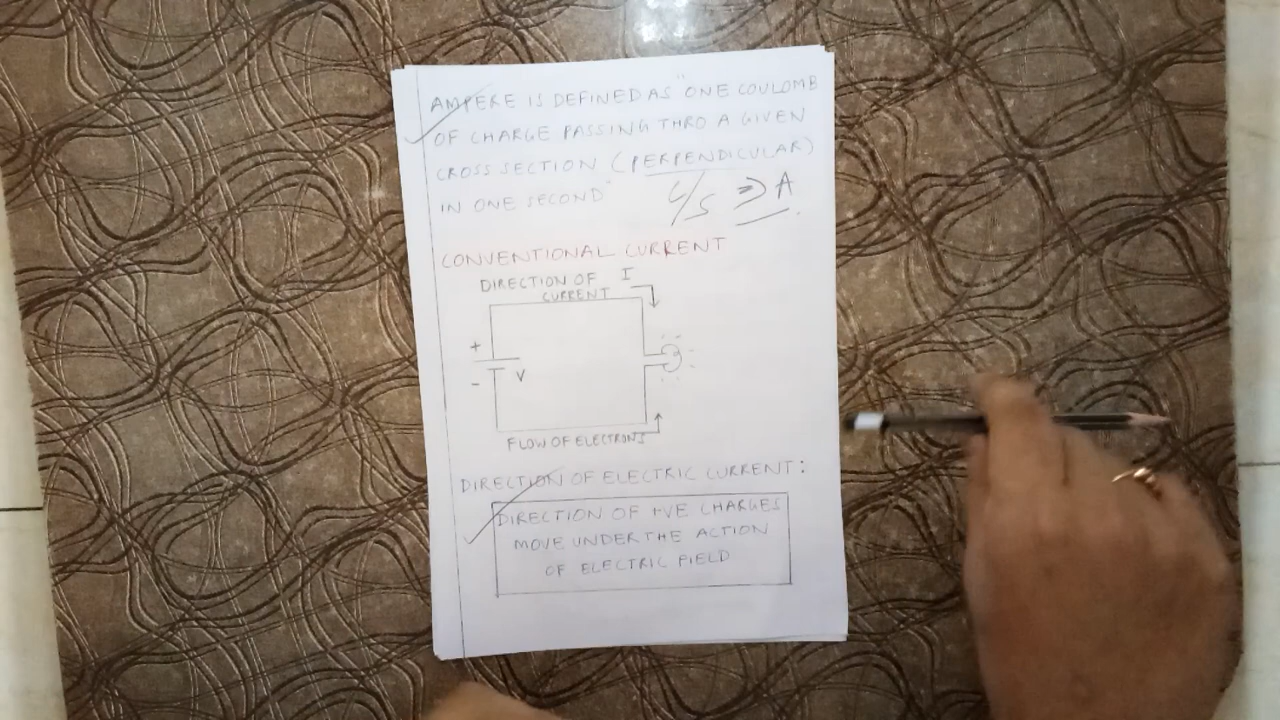 AMPERE IS DEFINED AS "ONE COULOMB
OF CHARGE PASSING THRO A GIVEN
CROSS SECTION (PERPENDICULAR)
IN ONE SECOND"
C/S ⇒ A
CONVENTIONAL CURRENT
DIRECTION OF I
CURRENT
+
V
-
FLOW OF ELECTRONS
DIRECTION OF ELECTRIC CURRENT:
DIRECTION OF +VE CHARGES
MOVE UNDER THE ACTION
OF ELECTRIC FIELD